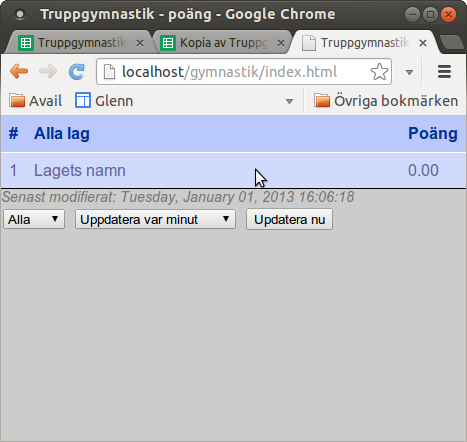 Truppgymnastik - poäng - Google Chrome
Truppgymnastik Kopia av Truppg Truppgymnastik
localhost/gymnastik/index.html
Avail Glenn Övriga bokmärken
# Alla lag Poäng
1 Lagets namn 0.00
Senast modifierat: Tuesday, January 01, 2013 16:06:18
Alla Uppdatera var minut Updatera nu